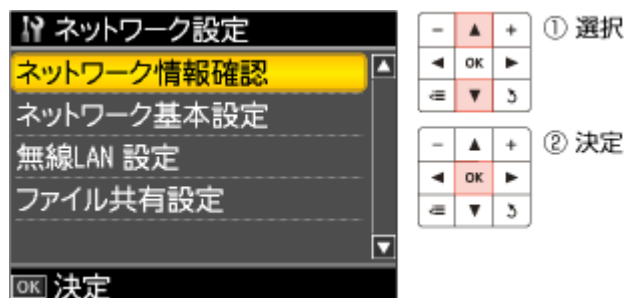 ネットワーク設定
ネットワーク情報確認
ネットワーク基本設定
無線LAN 設定
ファイル共有設定
OK 決定
① 選択
OK
② 決定
OK